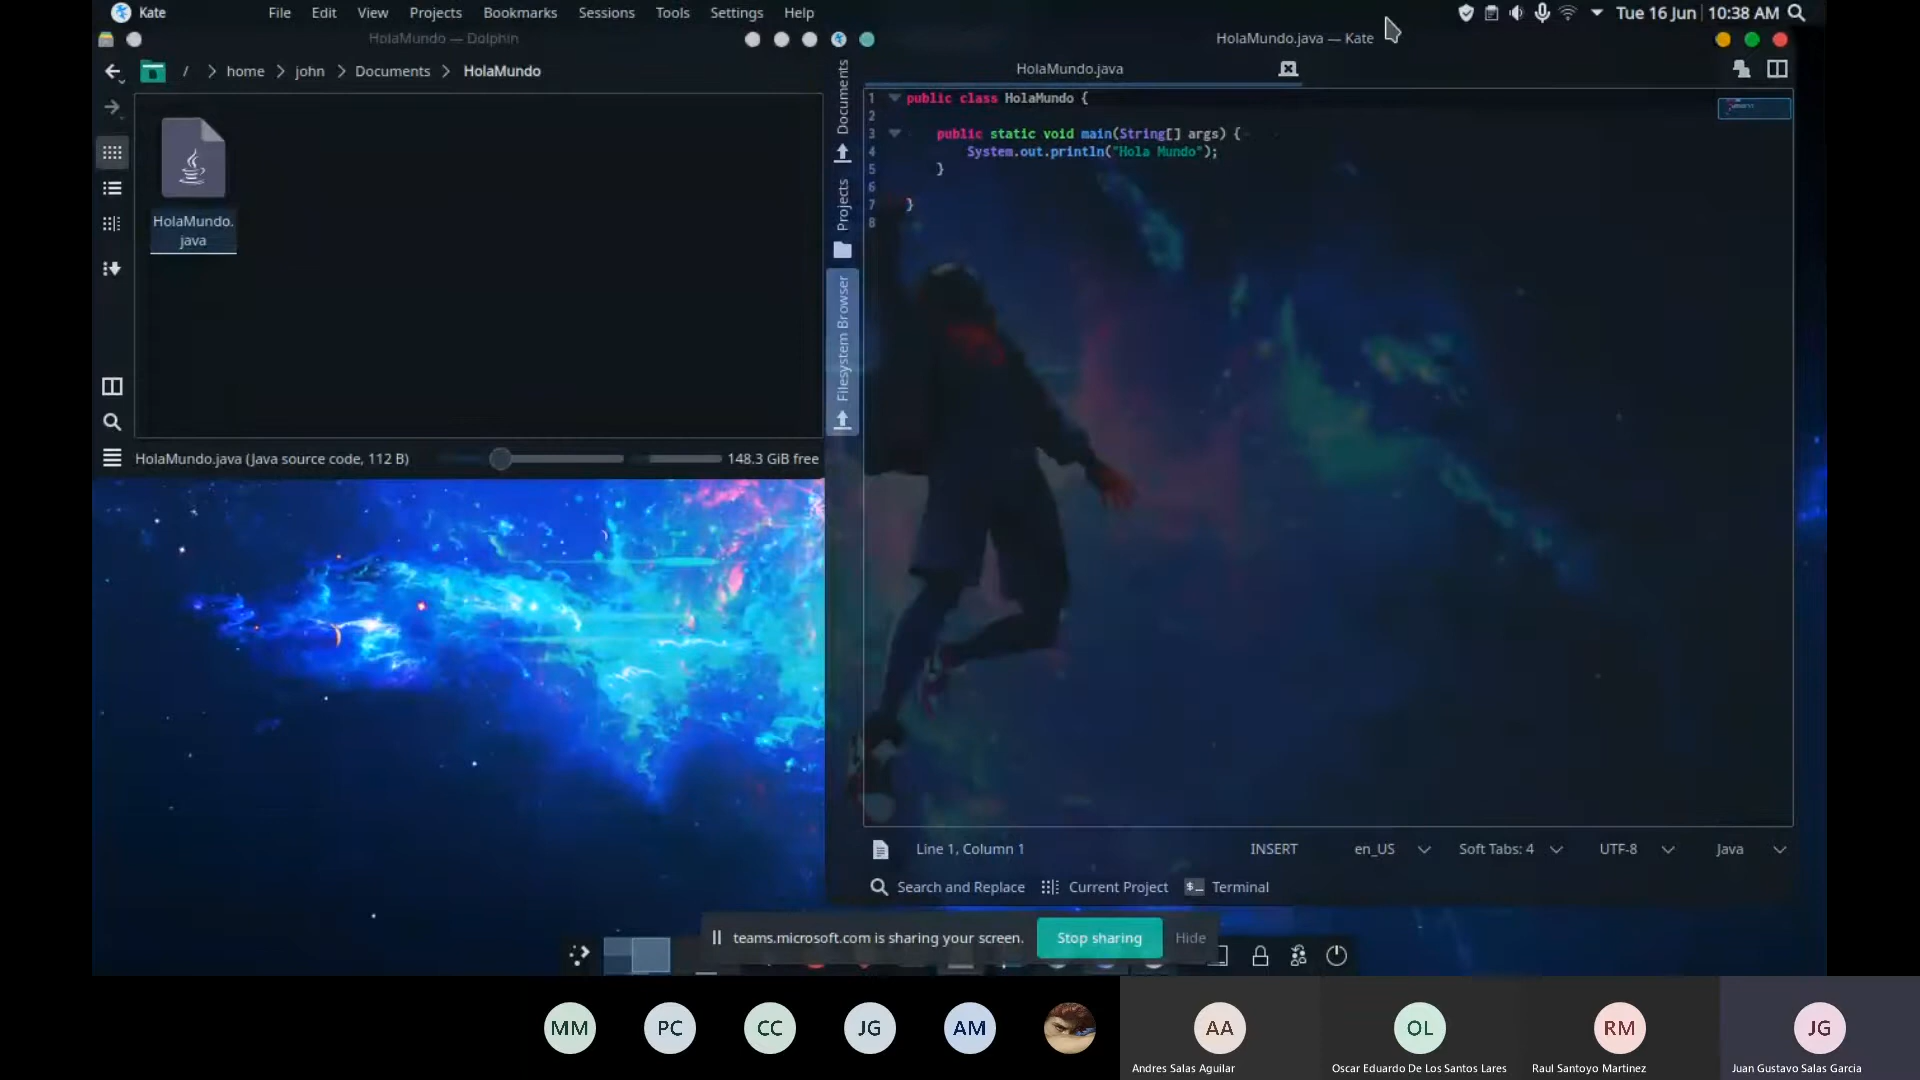 Kate File Edit View Projects Bookmarks Sessions Tools Settings Help Tue 16 Jun 10:38 AM
HolaMundo — Dolphin
HolaMundo.java — Kate
/ home john Documents HolaMundo
HolaMundo.
java
HolaMundo.java (Java source code, 112 B) 148.3 GiB free
Documents
Projects
Filesystem Browser
HolaMundo.java
1 public class HolaMundo {
2
3 public static void main(String[] args) {
4 System.out.println("Hola Mundo");
5 }
6
7 }
8
Line 1, Column 1 INSERT en_US Soft Tabs: 4 UTF-8 Java
Search and Replace Current Project Terminal
teams.microsoft.com is sharing your screen. Stop sharing Hide
MM PC CC JG AM AA OL RM JG
Andres Salas Aguilar Oscar Eduardo De Los Santos Lares Raul Santoyo Martinez Juan Gustavo Salas Garcia